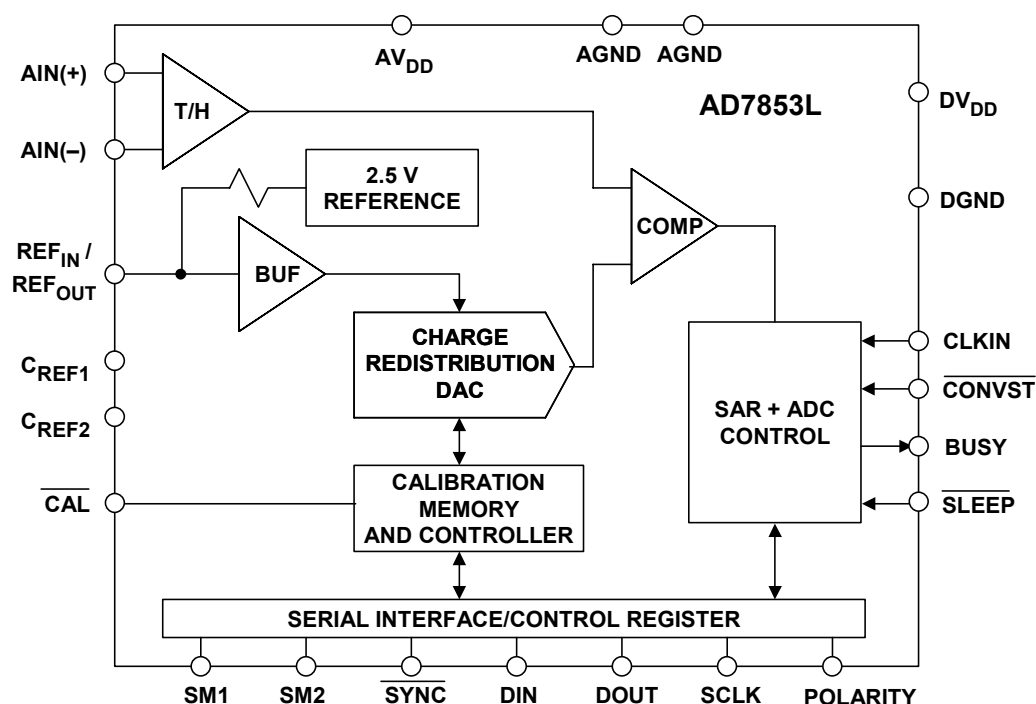 AV_DD
AGND
AGND
AIN(+)
T/H
AD7853L
DV_DD
AIN(–)
2.5 V
REFERENCE
DGND
COMP
REF_IN /
REF_OUT
BUF
CHARGE
REDISTRIBUTION
DAC
CLKIN
C_REF1
CONVST
C_REF2
SAR + ADC
CONTROL
BUSY
CAL
CALIBRATION
MEMORY
AND CONTROLLER
SLEEP
SERIAL INTERFACE/CONTROL REGISTER
SM1
SM2
SYNC
DIN
DOUT
SCLK
POLARITY